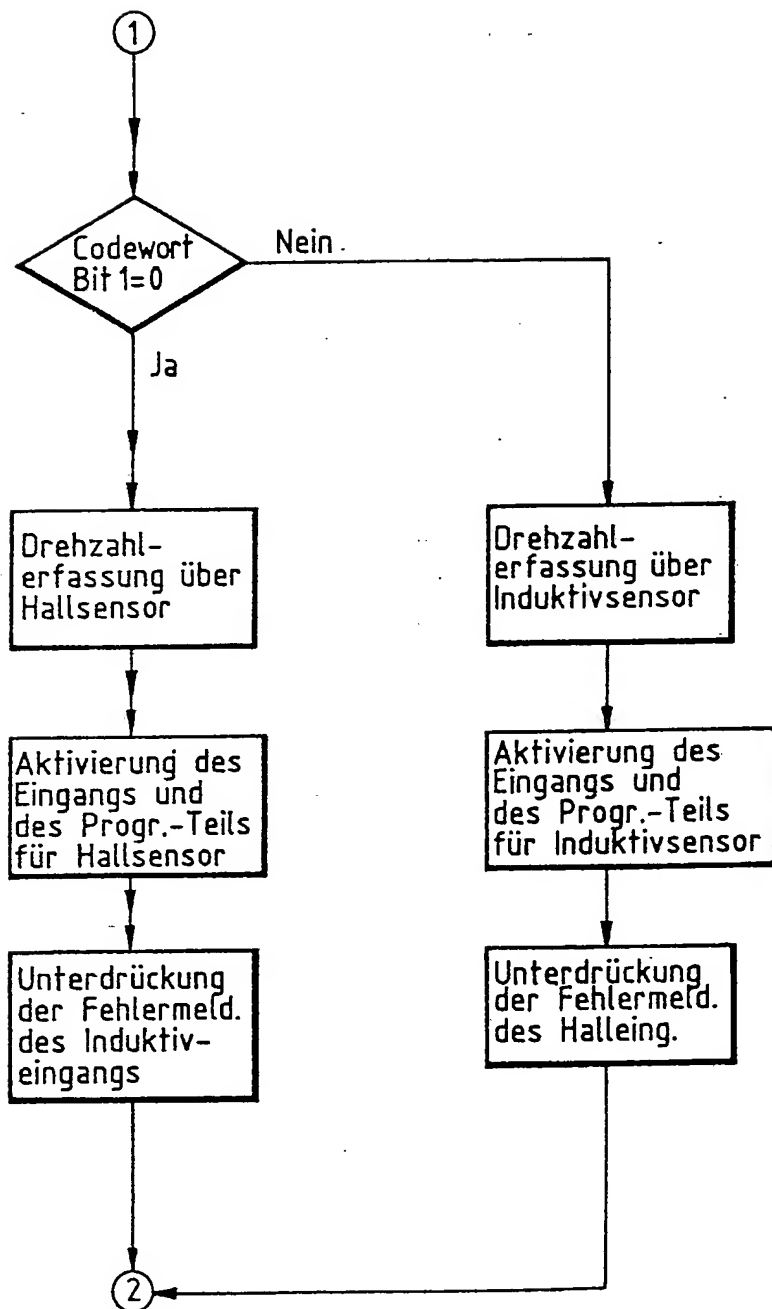 1
Codewort
Bit 1=0
Nein
Ja
Drehzahl-
erfassung über
Hallsensor
Aktivierung des
Eingangs und
des Progr.-Teils
für Hallsensor
Unterdrückung
der Fehlermeld.
des Induktiv-
eingangs
Drehzahl-
erfassung über
Induktivsensor
Aktivierung des
Eingangs und
des Progr.-Teils
für Induktivsensor
Unterdrückung
der Fehlermeld.
des Halleing.
2